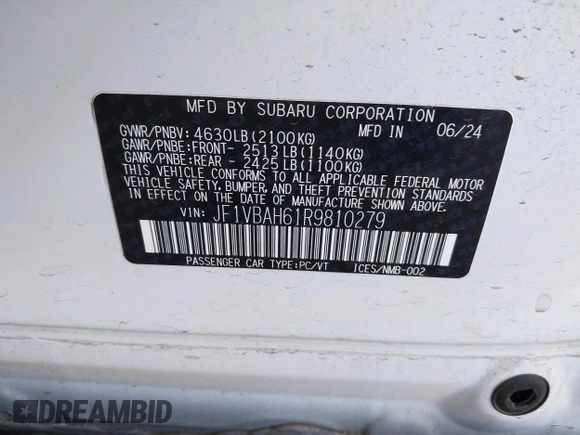 MFD BY SUBARU CORPORATION
GVWR/PNBV: 4630LB(2100KG) MFD IN 06/24
GAWR/PNBE:FRONT- 2513LB(1140KG)
GAWR/PNBE:REAR - 2425LB(1100KG)
THIS VEHICLE CONFORMS TO ALL APPLICABLE FEDERAL MOTOR
VEHICLE SAFETY, BUMPER, AND THEFT PREVENTION STANDARDS
IN EFFECT ON THE DATE OF MANUFACTURE SHOWN ABOVE.
VIN: JF1VBAH61R9810279
PASSENGER CAR TYPE:PC/VT ICES/NMB-002
DREAMBID